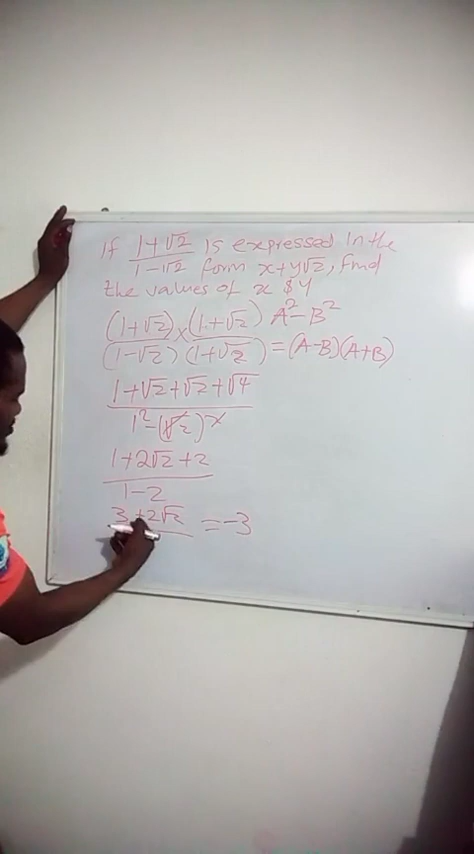 If 1+√2 / 1-√2 is expressed in the
form x+y√2, find
the values of x $ y
(1+√2)/(1-√2) × (1+√2)/(1+√2) A²-B² = (A-B)(A+B)
1+√2+√2+√4 / 1²-(√2)²
1+2√2+2 / 1-2
3+2√2 = -3